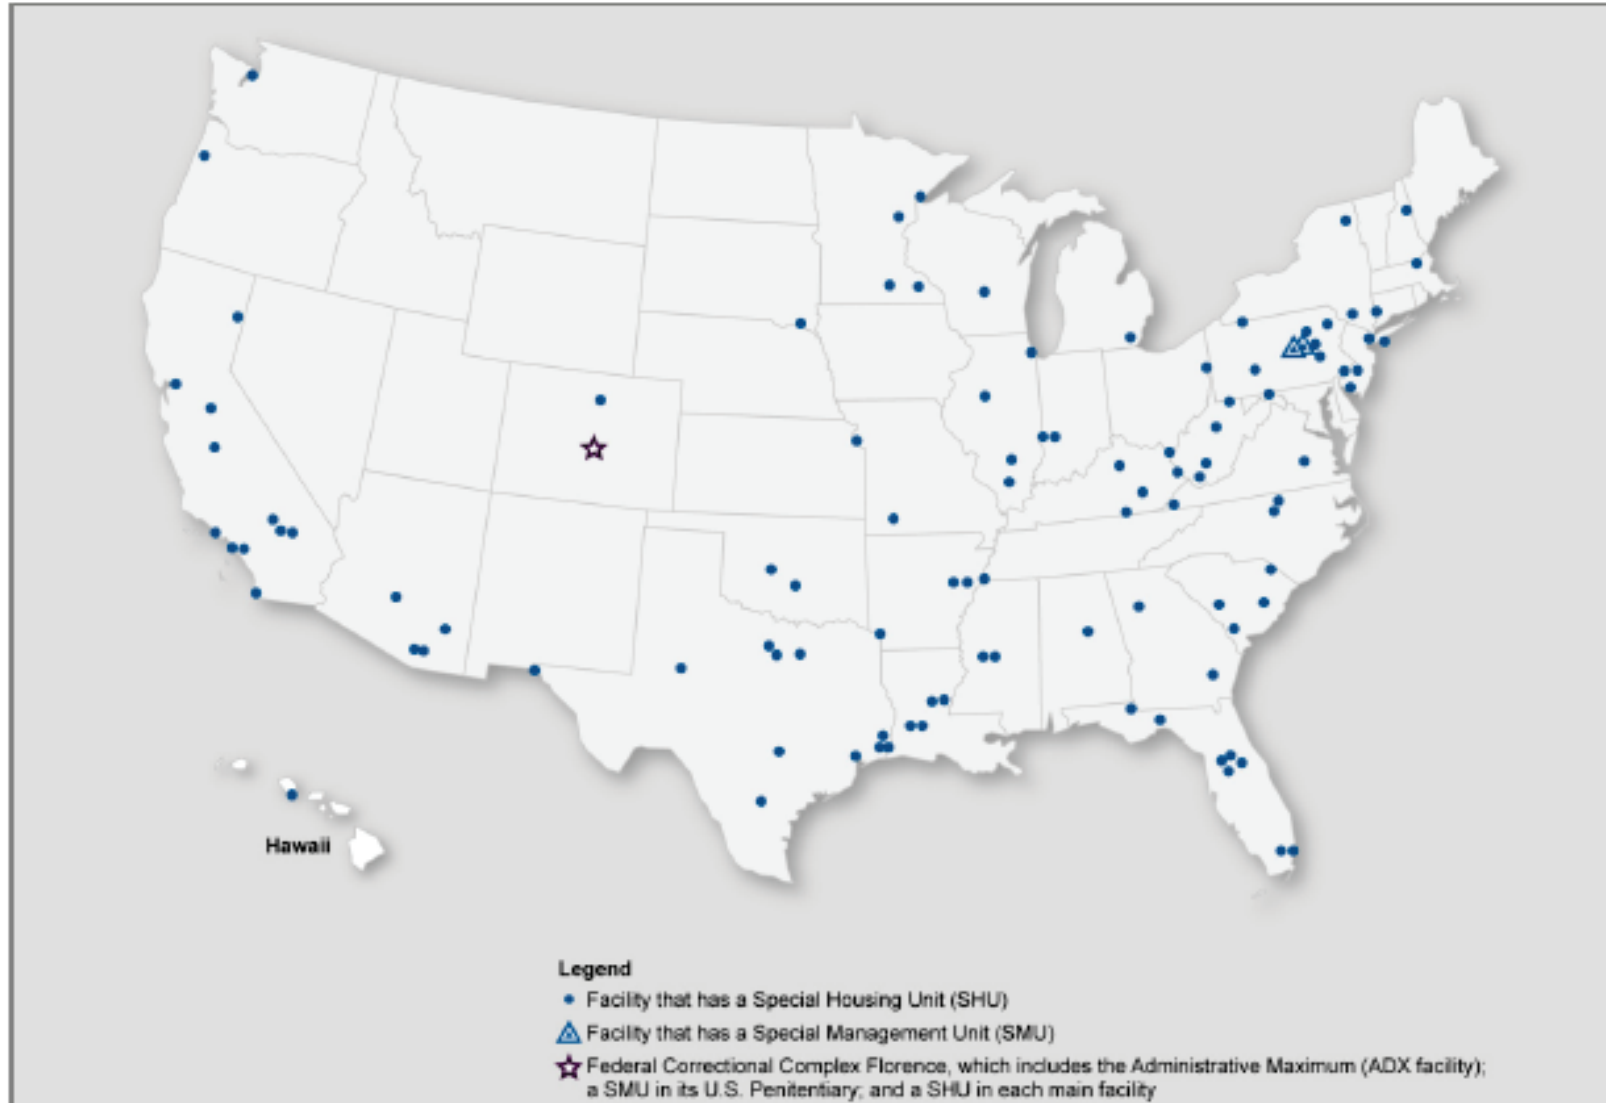 Hawaii
Legend
Facility that has a Special Housing Unit (SHU)
Facility that has a Special Management Unit (SMU)
Federal Correctional Complex Florence, which includes the Administrative Maximum (ADX facility);
a SMU in its U.S. Penitentiary; and a SHU in each main facility